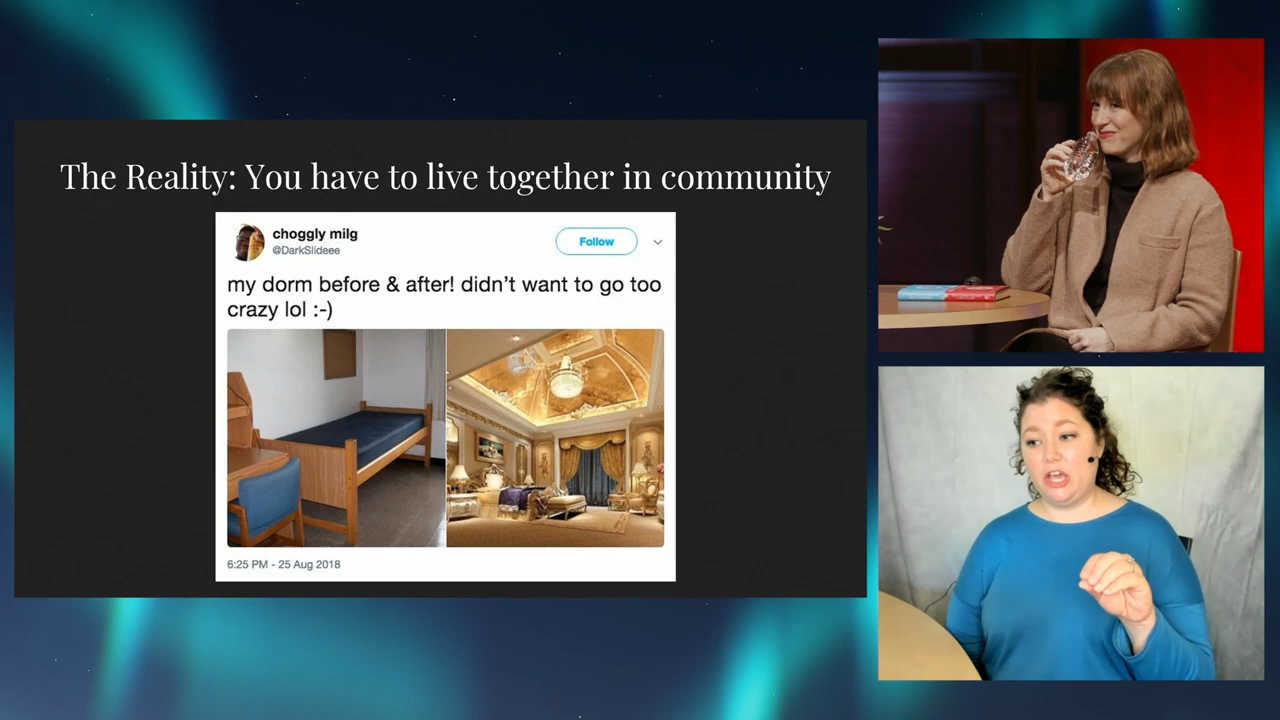 The Reality: You have to live together in community
choggly milg
@DarkSlideee
Follow
my dorm before & after! didn’t want to go too
crazy lol :-)
6:25 PM - 25 Aug 2018